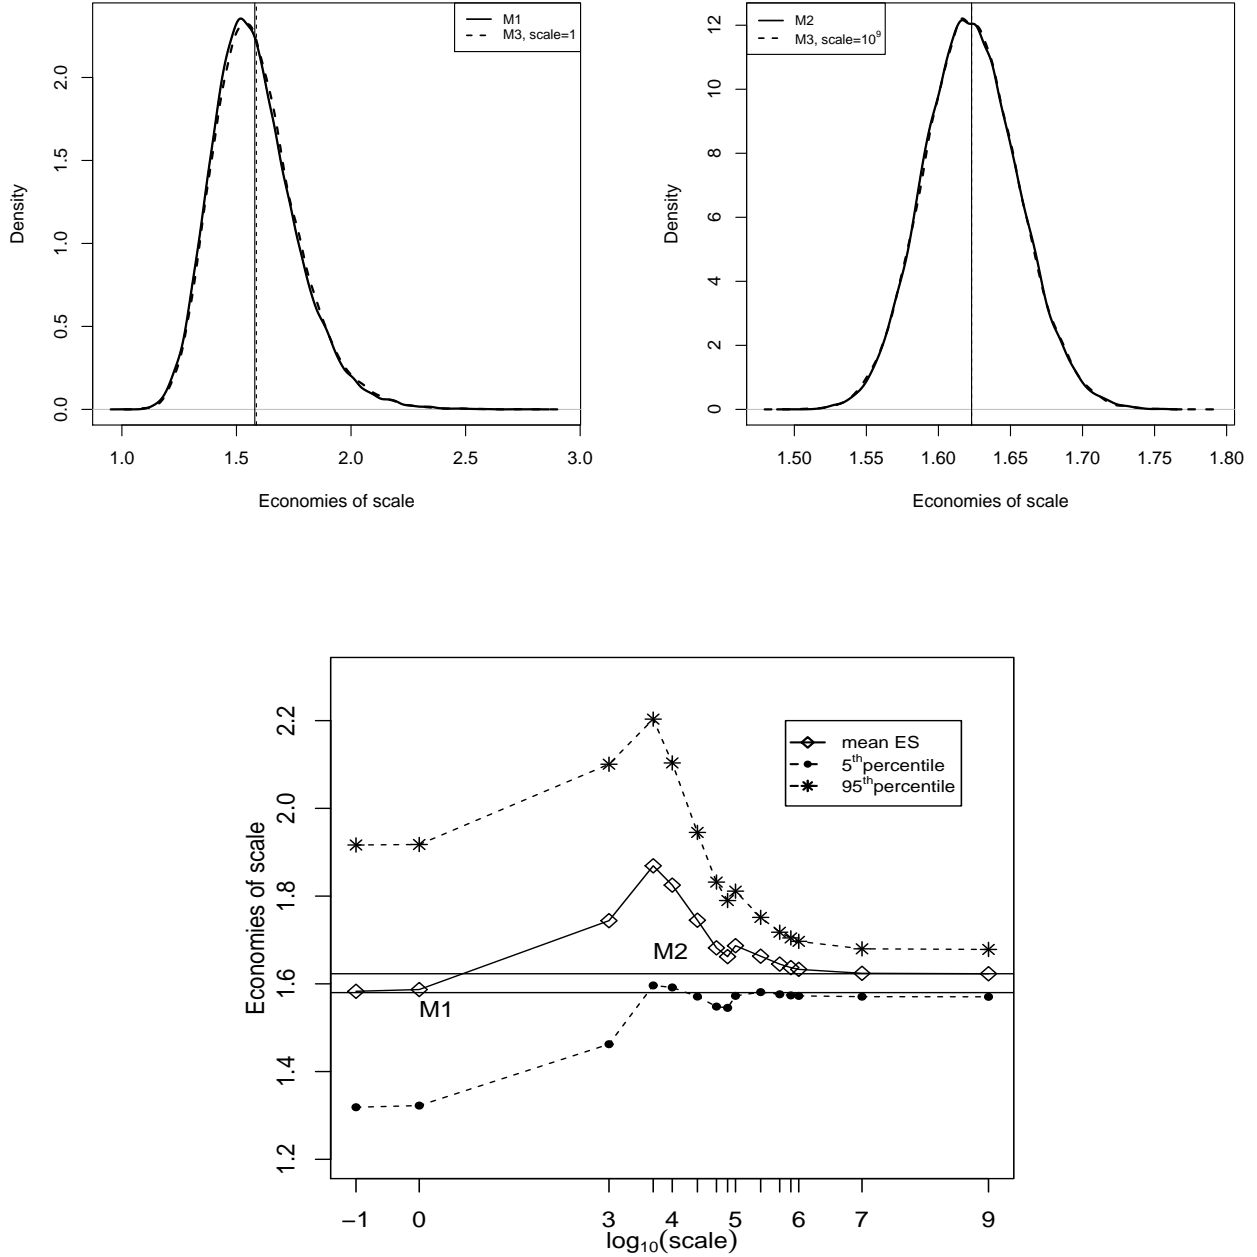 M1
M3, scale=1
Density
0.0
0.5
1.0
1.5
2.0
1.0
1.5
2.0
2.5
3.0
Economies of scale
M2
M3, scale=10⁹
Density
0
2
4
6
8
10
12
1.50
1.55
1.60
1.65
1.70
1.75
1.80
Economies of scale
mean ES
5ᵗʰpercentile
95ᵗʰpercentile
M2
M1
Economies of scale
1.2
1.4
1.6
1.8
2.0
2.2
−1
0
3
4
5
6
7
9
log₁₀(scale)